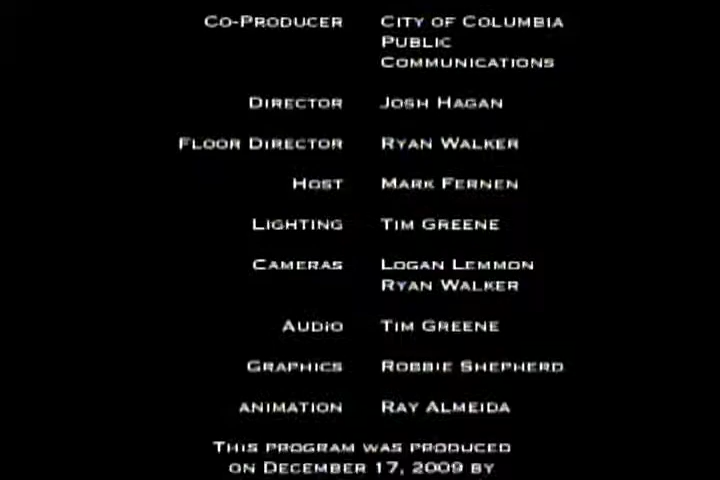 CO-PRODUCER CITY OF COLUMBIA
PUBLIC
COMMUNICATIONS
DIRECTOR JOSH HAGAN
FLOOR DIRECTOR RYAN WALKER
HOST MARK FERNEN
LIGHTING TIM GREENE
CAMERAS LOGAN LEMMON
RYAN WALKER
AUDIO TIM GREENE
GRAPHICS ROBBIE SHEPHERD
ANIMATION RAY ALMEIDA
THIS PROGRAM WAS PRODUCED
ON DECEMBER 17, 2009 BY